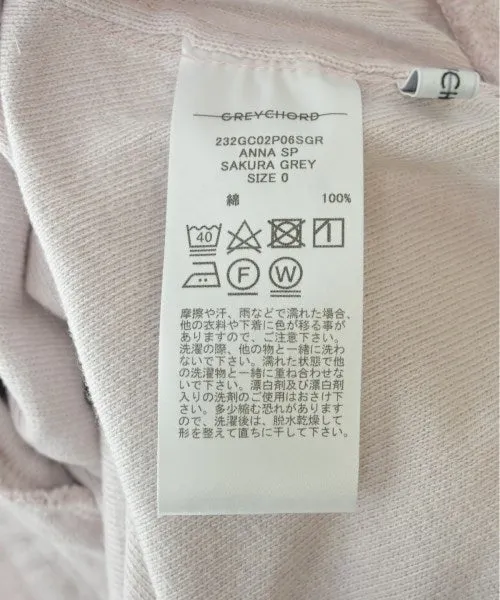 GREYCHORD
232GC02P06SGR
ANNA SP
SAKURA GREY
SIZE 0
綿 100%
40
F W
摩擦や汗、雨などで濡れた場合、
他の衣料や下着に色が移る事が
ありますので、ご注意下さい。
洗濯の際、他の物と一緒に洗わ
ないで下さい。濡れた状態で他
の洗濯物と一緒に重ね合わせな
いで下さい。漂白剤及び漂白剤
入りの洗剤のご使用はおさけ下
さい。多少縮む恐れがあります
ので、洗濯後は、脱水乾燥して
形を整えて直ちに干して下さい。